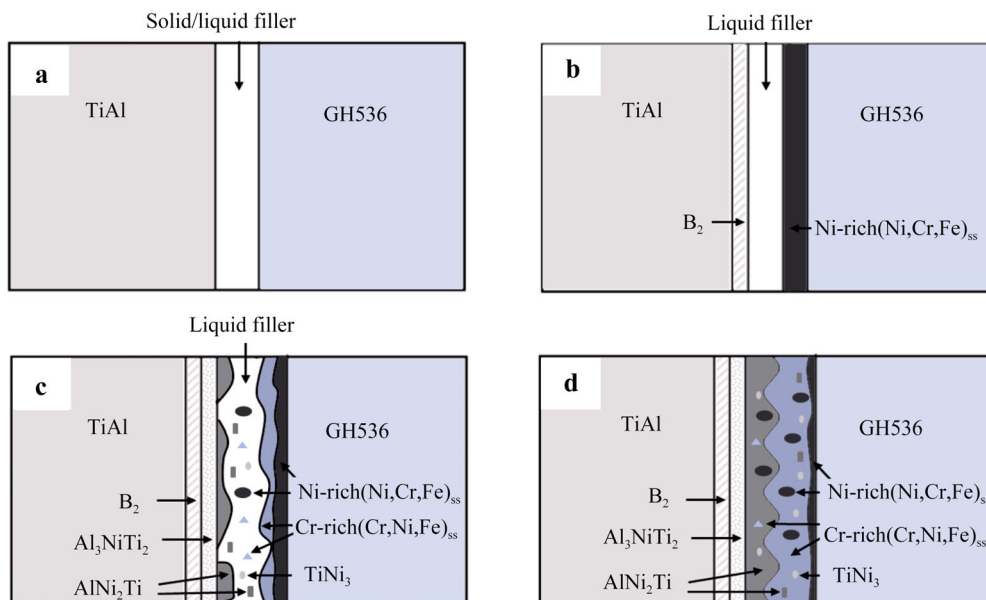 Solid/liquid filler
a
TiAl
GH536
Liquid filler
b
TiAl
GH536
B₂
Ni-rich(Ni,Cr,Fe)ss
Liquid filler
c
TiAl
GH536
B₂
Ni-rich(Ni,Cr,Fe)ss
Al₃NiTi₂
Cr-rich(Cr,Ni,Fe)ss
AlNi₂Ti
TiNi₃
d
TiAl
GH536
B₂
Ni-rich(Ni,Cr,Fe)s
Al₃NiTi₂
Cr-rich(Cr,Ni,Fe)ss
AlNi₂Ti
TiNi₃